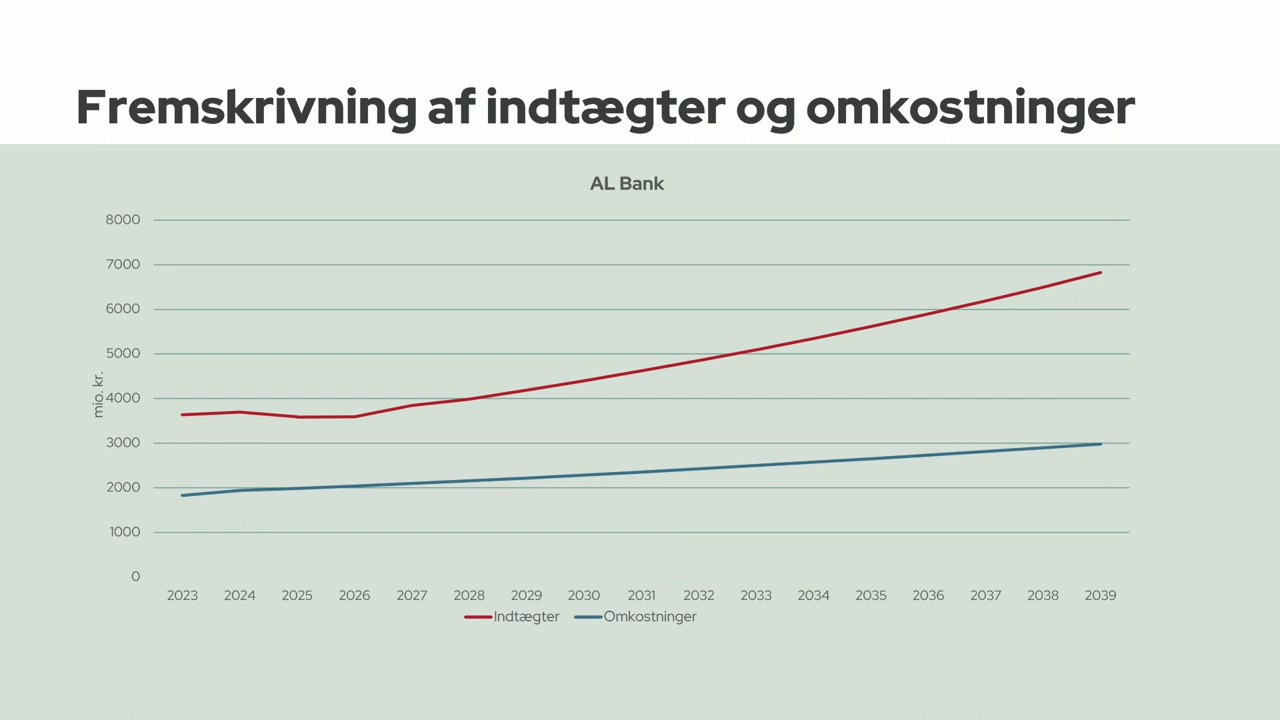 Fremskrivning af indtægter og omkostninger
AL Bank
8000
7000
6000
5000
4000
3000
2000
1000
0
mio. kr.
2023 2024 2025 2026 2027 2028 2029 2030 2031 2032 2033 2034 2035 2036 2037 2038 2039
Indtægter Omkostninger